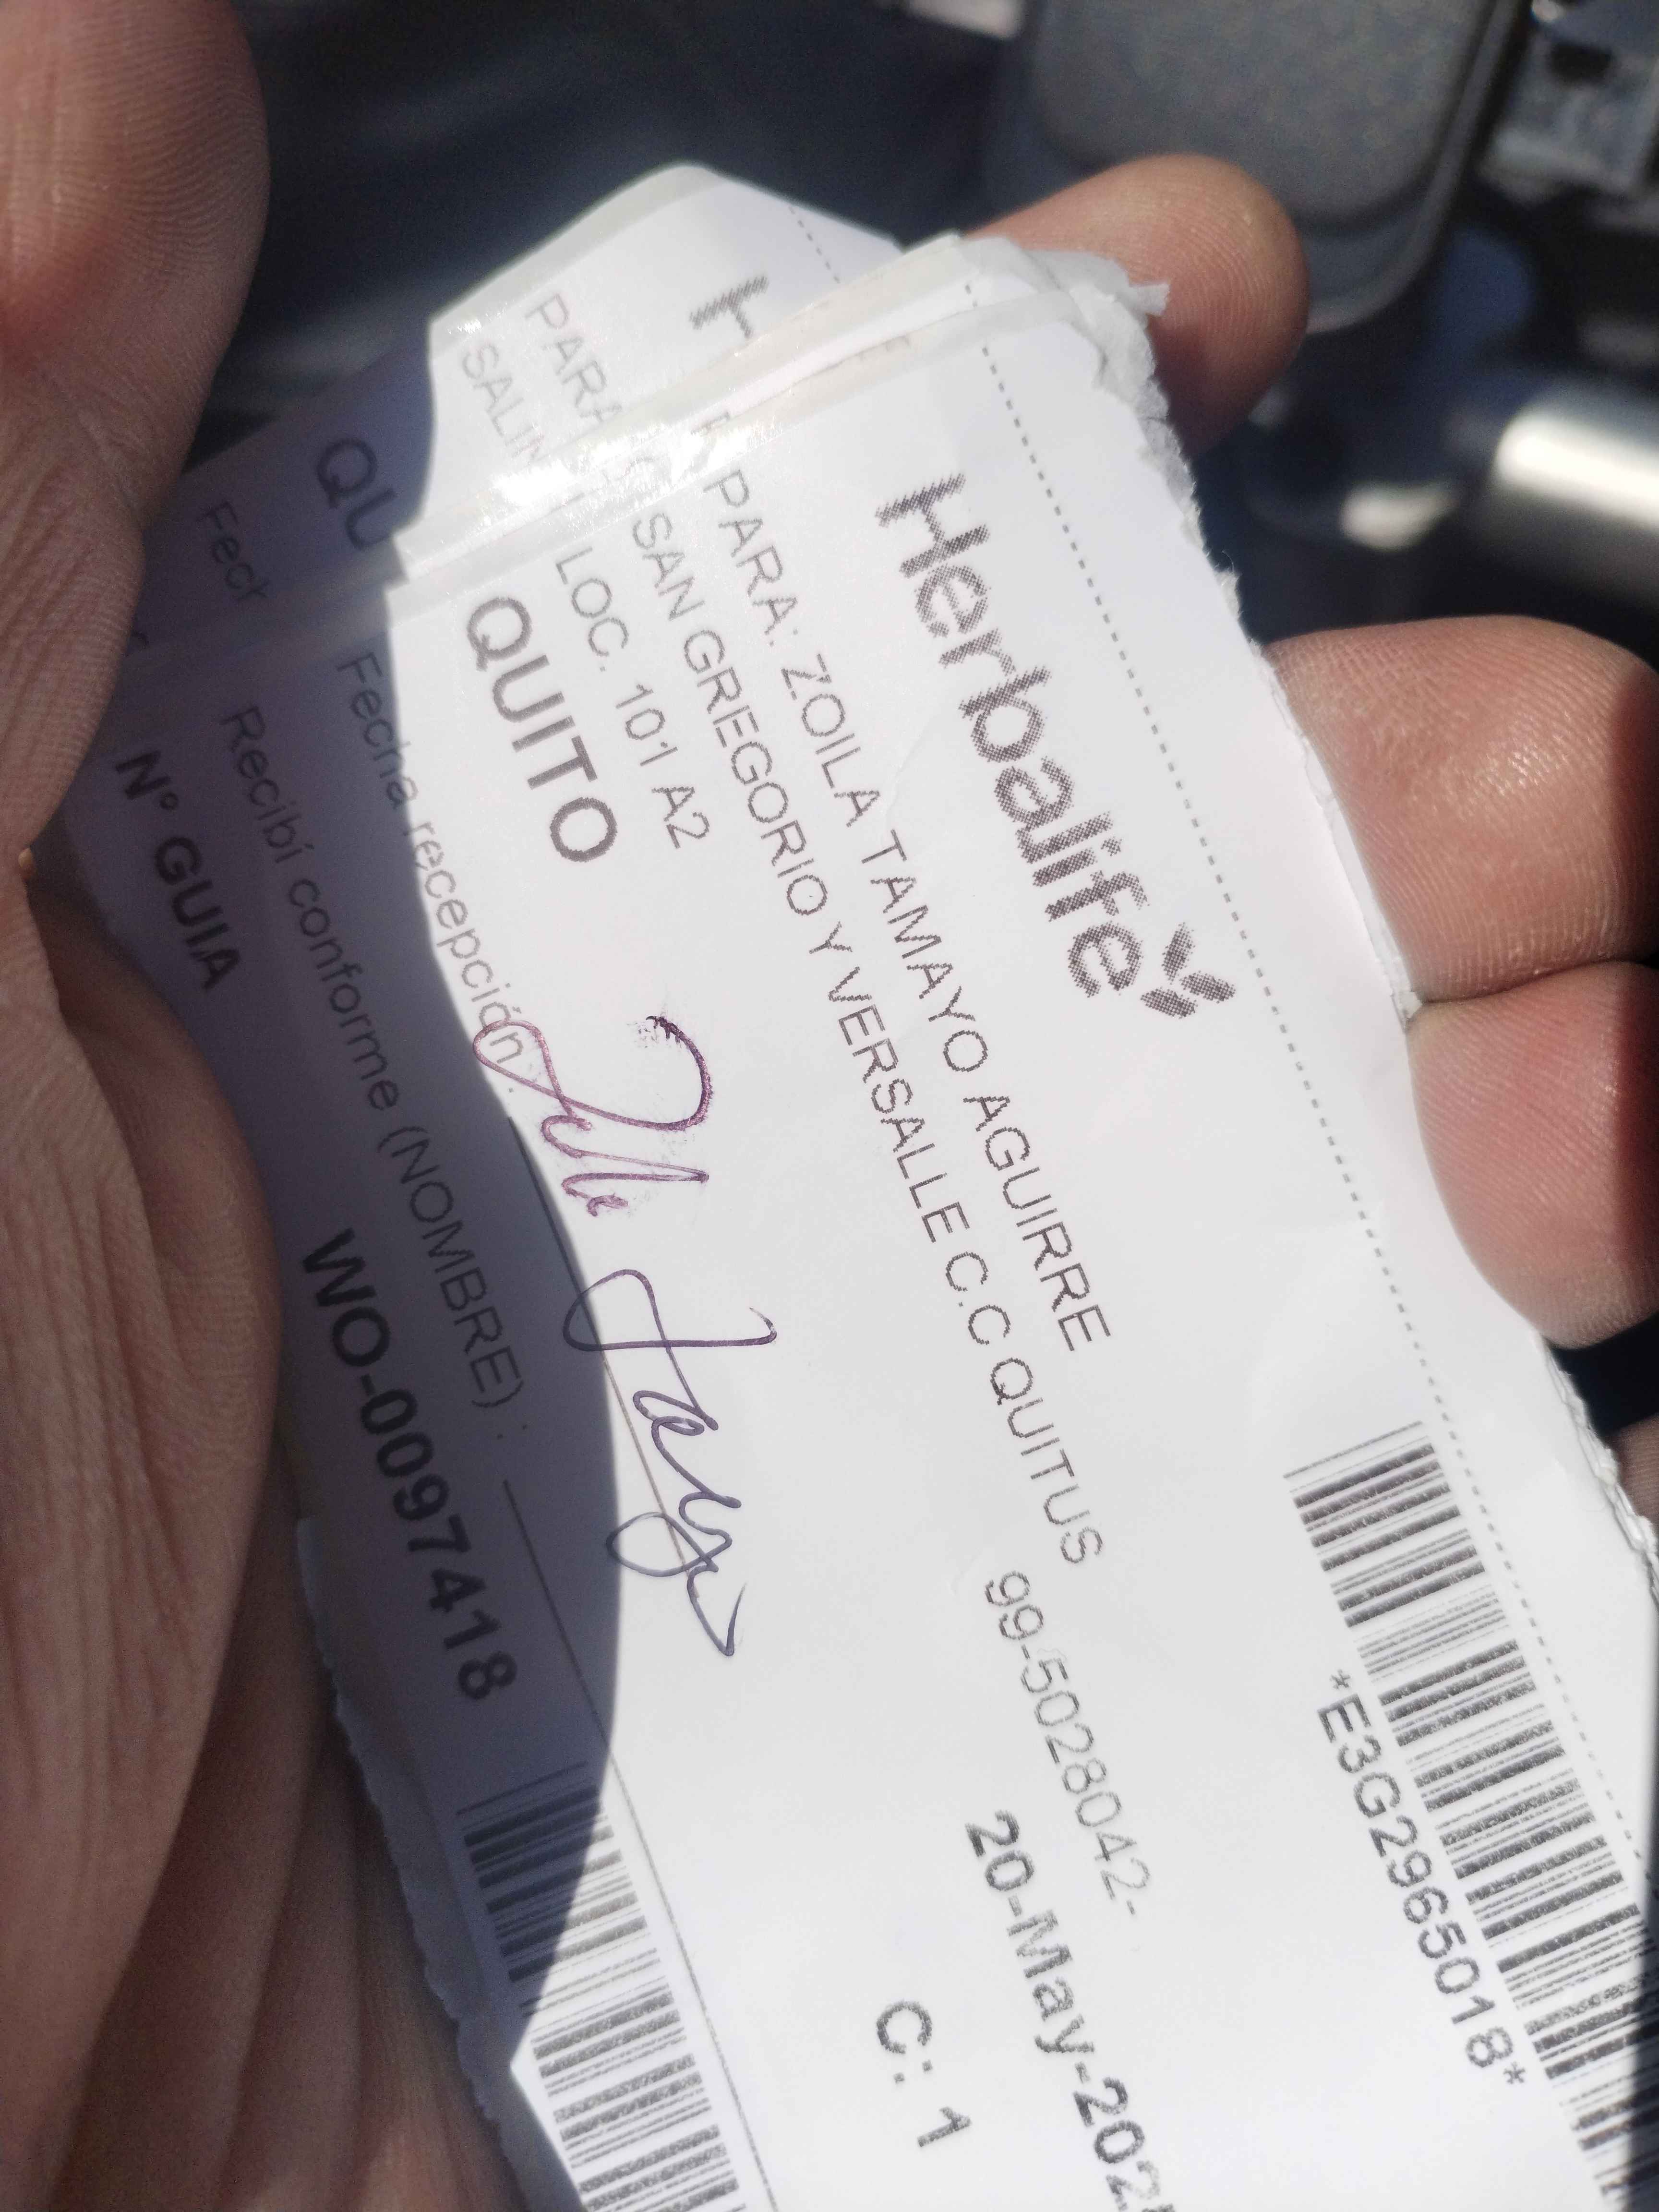 Herbalife
*E3G2965018*
PARA: ZOILA TAMAYO AGUIRRE
SAN GREGORIO Y VERSALLE C.C QUITUS 99-5028042-
LOC. 101 A2
20-May-202
QUITO
C: 1
Fecha recepción:
Recibí conforme (NOMBRE) :
N° GUIA WO-0097418
H
PARA
SALIN
QU
Fech